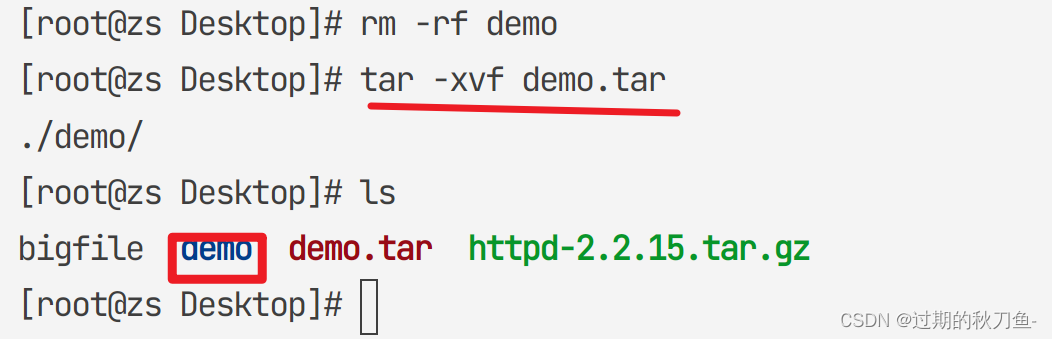 [root@zs Desktop]# rm -rf demo
[root@zs Desktop]# tar -xvf demo.tar
./demo/
[root@zs Desktop]# ls
bigfile demo demo.tar httpd-2.2.15.tar.gz
[root@zs Desktop]#
CSDN @过期的秋刀鱼-